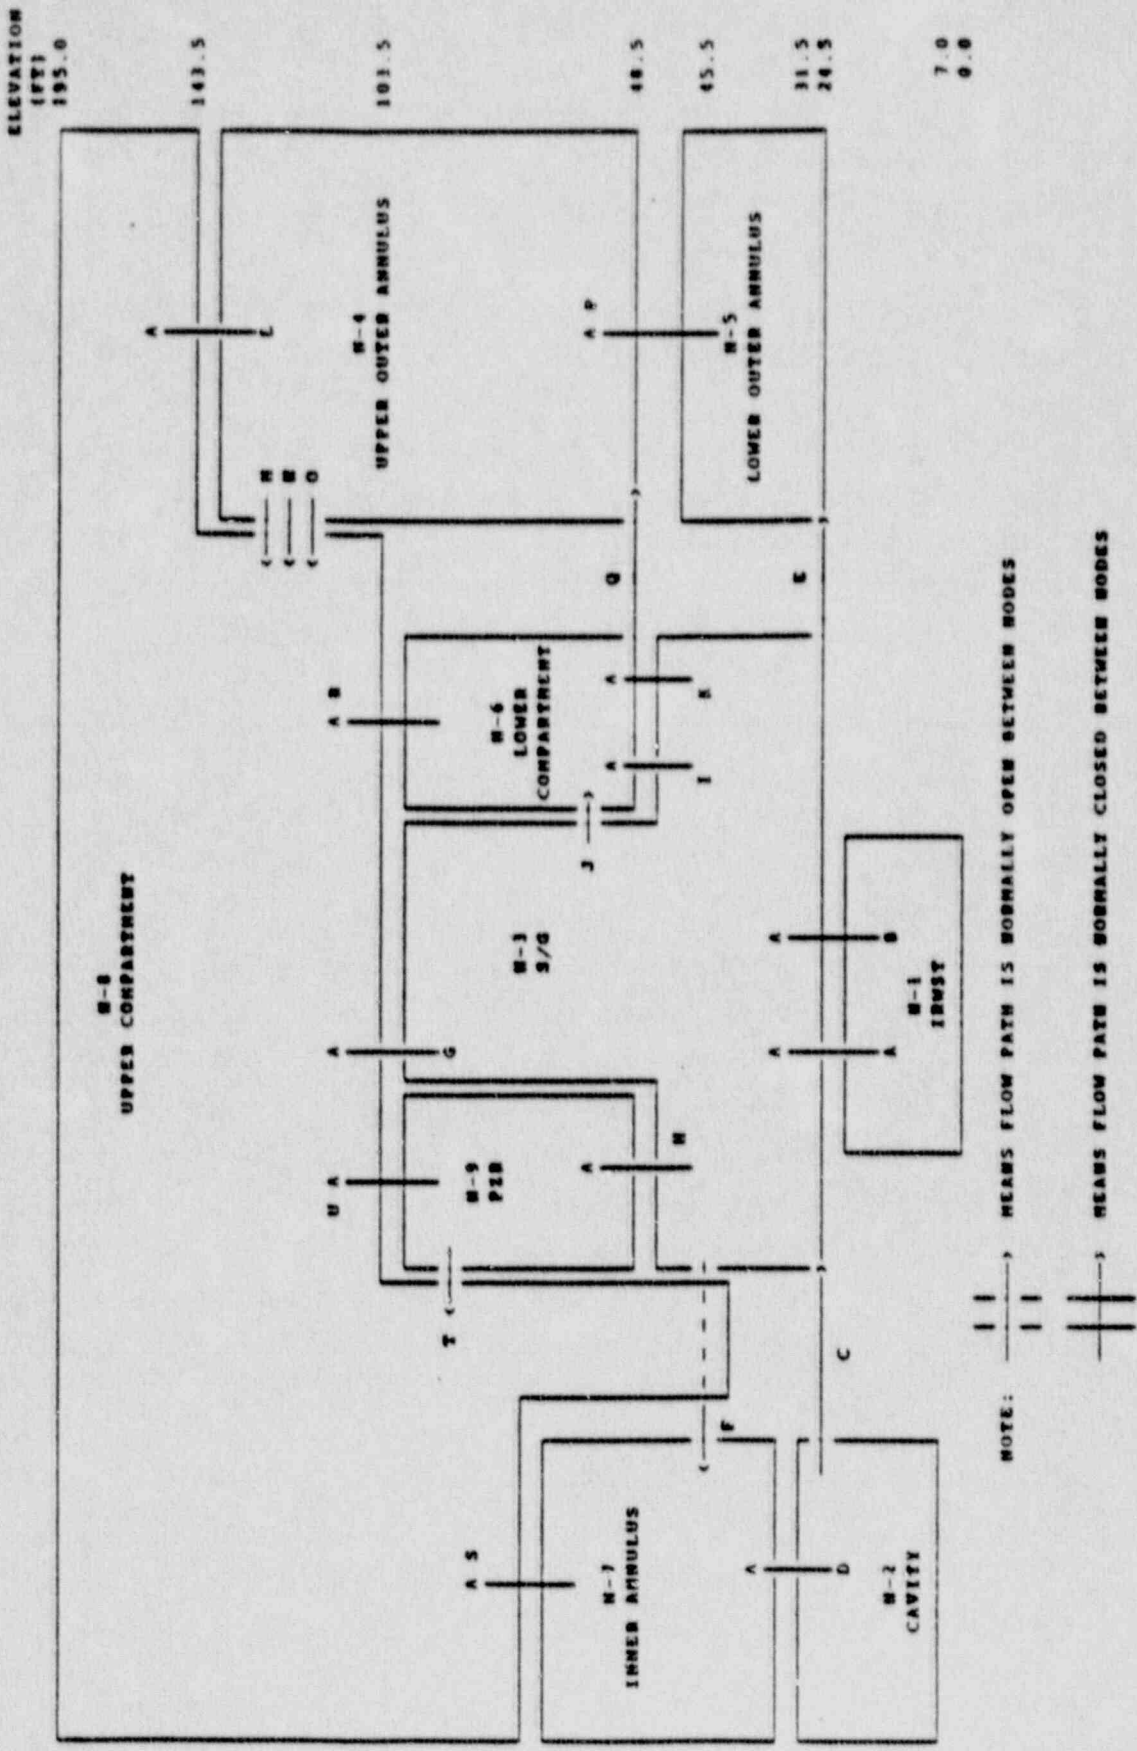 ELEVATION
(FT)
195.0
143.5
103.5
48.5
45.5
31.5
24.5
7.0
0.0
N-8
UPPER COMPARTMENT
L
M
N
O
N-4
UPPER OUTER ANNULUS
P
N-5
LOWER OUTER ANNULUS
Q
E
R
N-6
LOWER
COMPARTMENT
K
I
J
N-3
S/G
G
U
N-9
PZR
H
T
S
N-7
INNER ANNULUS
F
C
D
N-2
CAVITY
A
B
N-1
IRWST
NOTE: MEANS FLOW PATH IS NORMALLY OPEN BETWEEN NODES
MEANS FLOW PATH IS NORMALLY CLOSED BETWEEN NODES